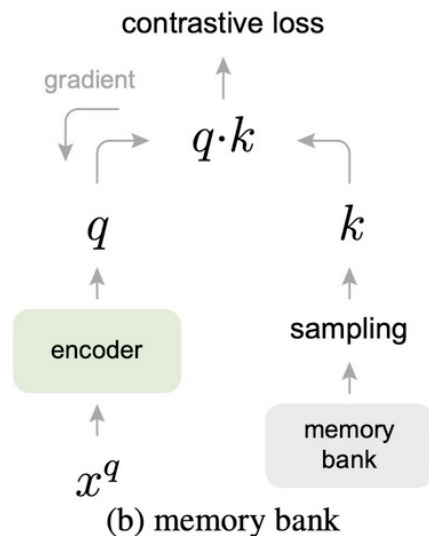 contrastive loss
gradient
q·k
q k
encoder
sampling
memory
bank
x^q
(b) memory bank